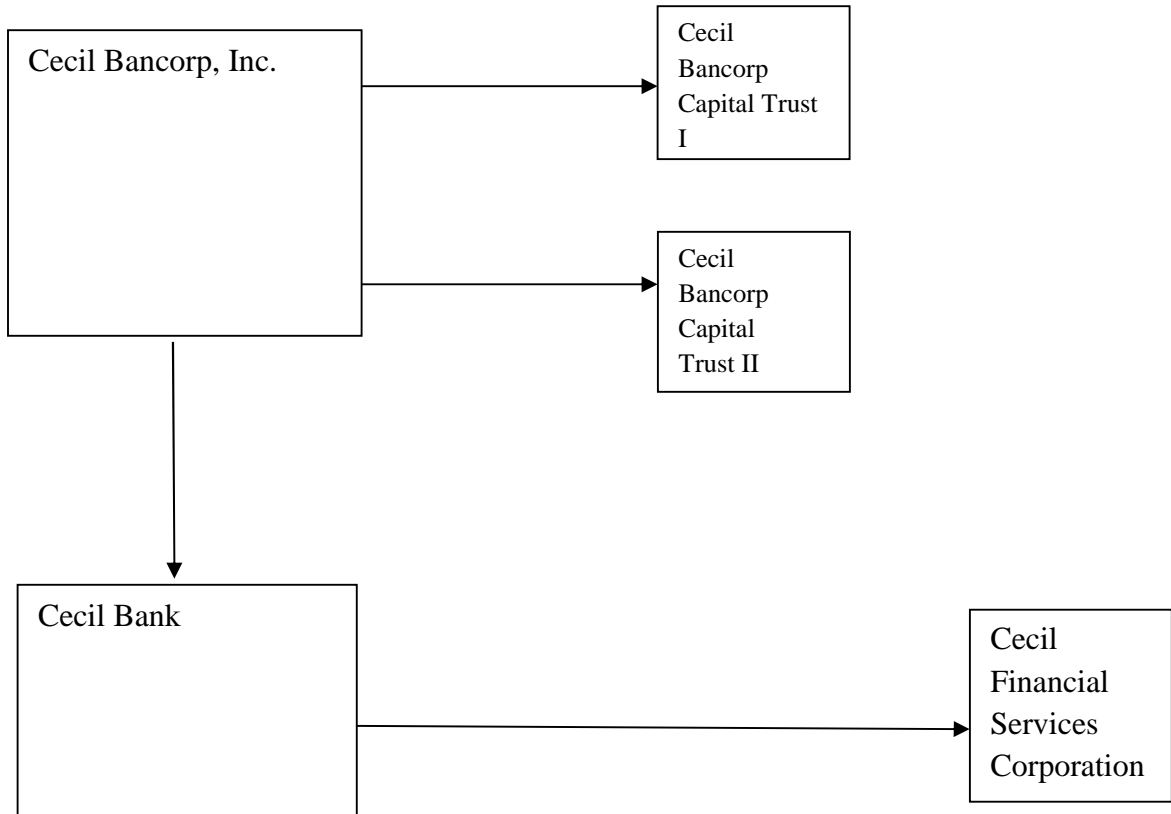 Cecil Bancorp, Inc.
Cecil
Bancorp
Capital Trust
I
Cecil
Bancorp
Capital
Trust II
Cecil Bank
Cecil
Financial
Services
Corporation